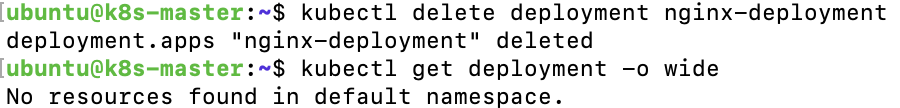 [ubuntu@k8s-master:~$ kubectl delete deployment nginx-deployment
deployment.apps "nginx-deployment" deleted
[ubuntu@k8s-master:~$ kubectl get deployment -o wide
No resources found in default namespace.